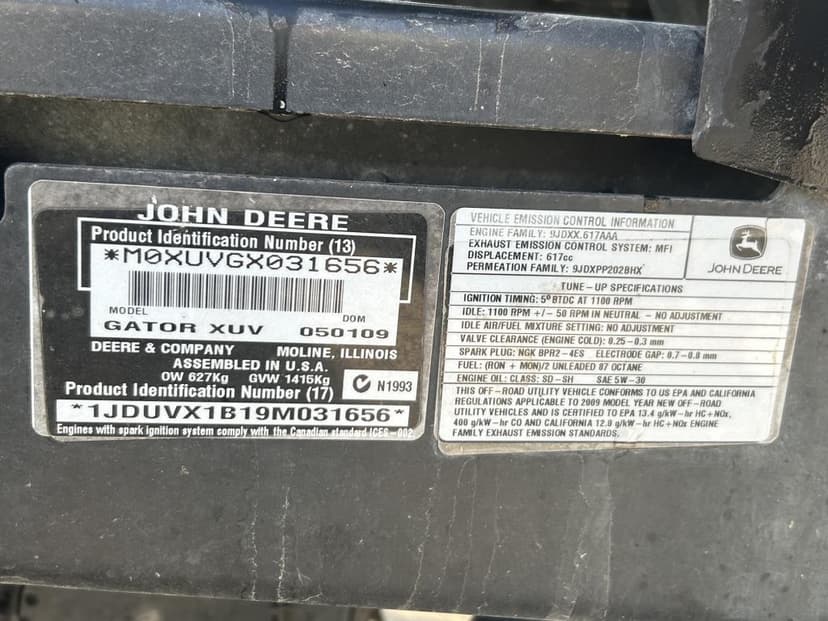 JOHN DEERE
Product Identification Number (13)
*M0XUVGX031656*
MODEL DOM
GATOR XUV 050109
DEERE & COMPANY MOLINE, ILLINOIS
ASSEMBLED IN U.S.A.
OW 627Kg GVW 1415Kg
N1993
Product Identification Number (17)
*1JDUVX1B19M031656*
Engines with spark ignition system comply with the Canadian standard ICES-002
VEHICLE EMISSION CONTROL INFORMATION
ENGINE FAMILY: 9JDXX.617AAA
EXHAUST EMISSION CONTROL SYSTEM: MFI
DISPLACEMENT: 617cc
PERMEATION FAMILY: 9JDXPP202BHX
JOHN DEERE
TUNE-UP SPECIFICATIONS
IGNITION TIMING: 5° BTDC AT 1100 RPM
IDLE: 1100 RPM +/- 50 RPM IN NEUTRAL - NO ADJUSTMENT
IDLE AIR/FUEL MIXTURE SETTING: NO ADJUSTMENT
VALVE CLEARANCE (ENGINE COLD): 0.25-0.3 mm
SPARK PLUG: NGK BPR2-4ES ELECTRODE GAP: 0.7-0.8 mm
FUEL: (RON + MON)/2 UNLEADED 87 OCTANE
ENGINE OIL: CLASS: SD-SH SAE 5W-30
THIS OFF-ROAD UTILITY VEHICLE CONFORMS TO US EPA AND CALIFORNIA
REGULATIONS APPLICABLE TO 2009 MODEL YEAR NEW OFF-ROAD
UTILITY VEHICLES AND IS CERTIFIED TO EPA 13.4 g/kW-hr HC+NOx,
400 g/kW-hr CO AND CALIFORNIA 12.0 g/kW-hr HC+NOx ENGINE
FAMILY EXHAUST EMISSION STANDARDS.